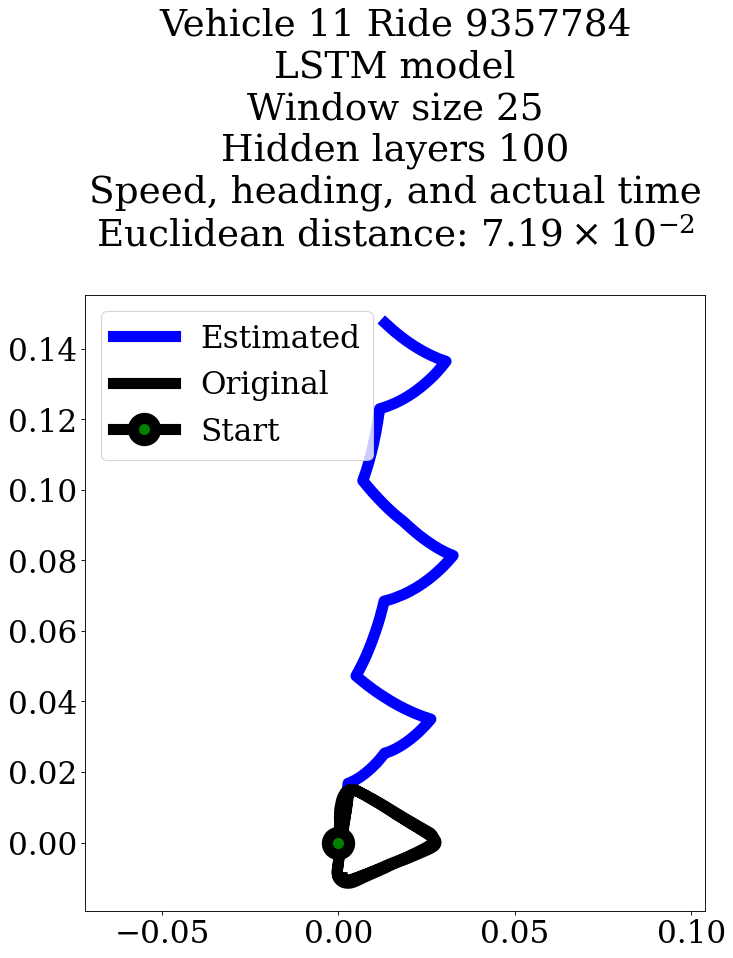 Vehicle 11 Ride 9357784
LSTM model
Window size 25
Hidden layers 100
Speed, heading, and actual time
Euclidean distance: 7.19 × 10⁻²
Estimated
Original
Start
0.14
0.12
0.10
0.08
0.06
0.04
0.02
0.00
−0.05 0.00 0.05 0.10